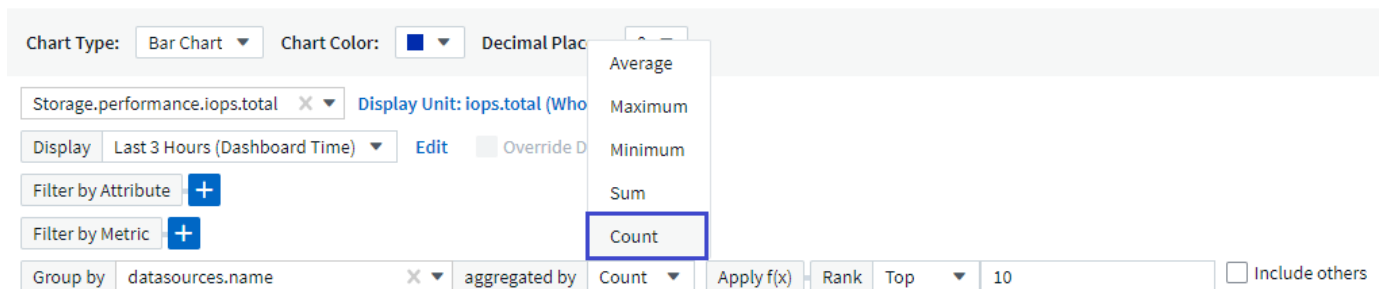 Chart Type: Bar Chart Chart Color: Decimal Plac
Average
Storage.performance.iops.total Display Unit: iops.total (Who
Maximum
Display Last 3 Hours (Dashboard Time) Edit Override D
Minimum
Filter by Attribute +
Sum
Filter by Metric +
Count
Group by datasources.name aggregated by Count Apply f(x) Rank Top 10 Include others